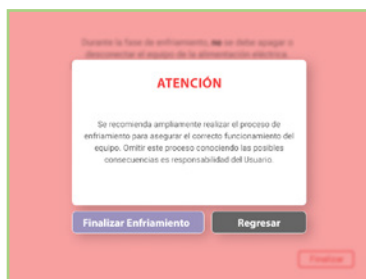 Durante la fase de enfriamiento, no se debe apagar o
desconectar el equipo de la alimentación eléctrica
ATENCIÓN
Se recomienda ampliamente realizar el proceso de
enfriamiento para asegurar el correcto funcionamiento del
equipo. Omitir este proceso conociendo las posibles
consecuencias es responsabilidad del Usuario.
Finalizar Enfriamiento Regresar
Finalizar